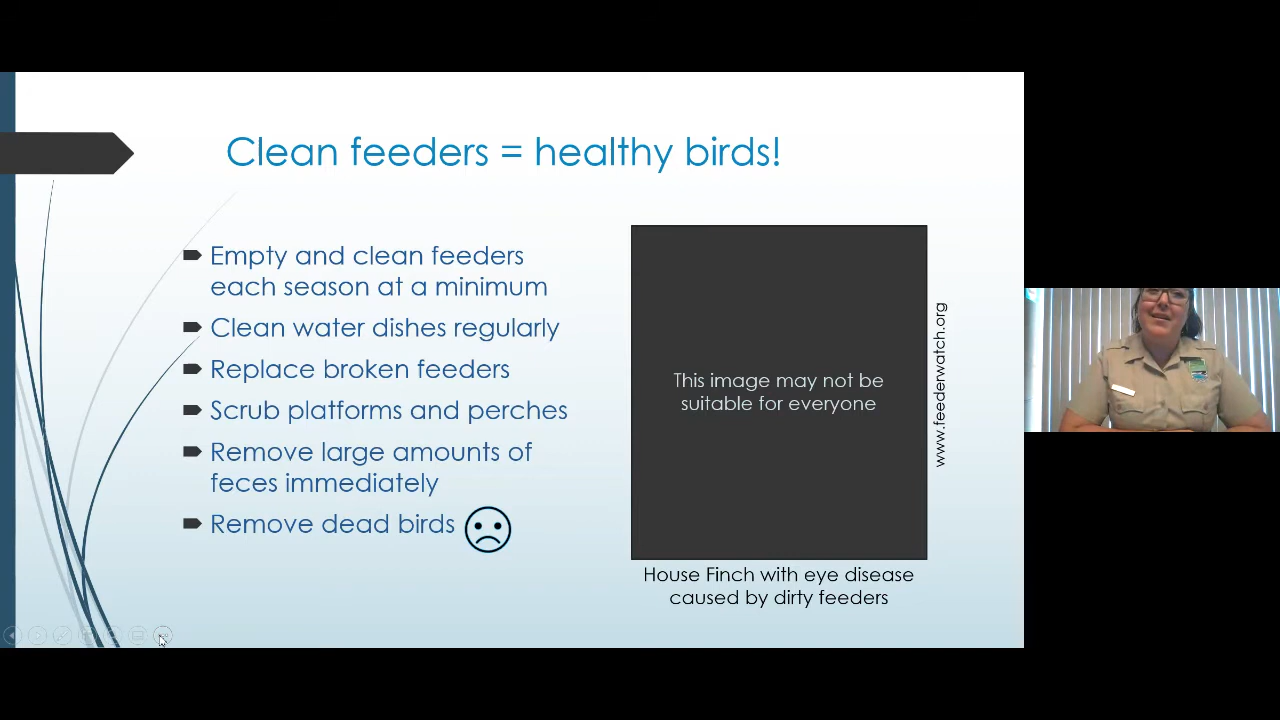 Clean feeders = healthy birds!
Empty and clean feeders
each season at a minimum
Clean water dishes regularly
Replace broken feeders
Scrub platforms and perches
Remove large amounts of
feces immediately
Remove dead birds
This image may not be
suitable for everyone
www.feederwatch.org
House Finch with eye disease
caused by dirty feeders